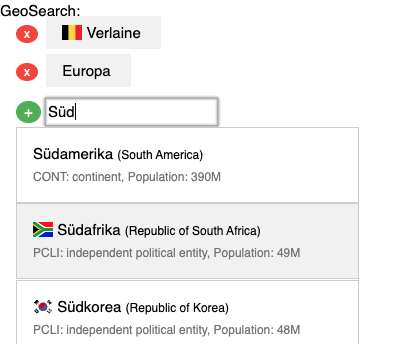 GeoSearch:
x Verlaine
x Europa
+ Süd
Südamerika (South America)
CONT: continent, Population: 390M
Südafrika (Republic of South Africa)
PCLI: independent political entity, Population: 49M
Südkorea (Republic of Korea)
PCLI: independent political entity, Population: 48M